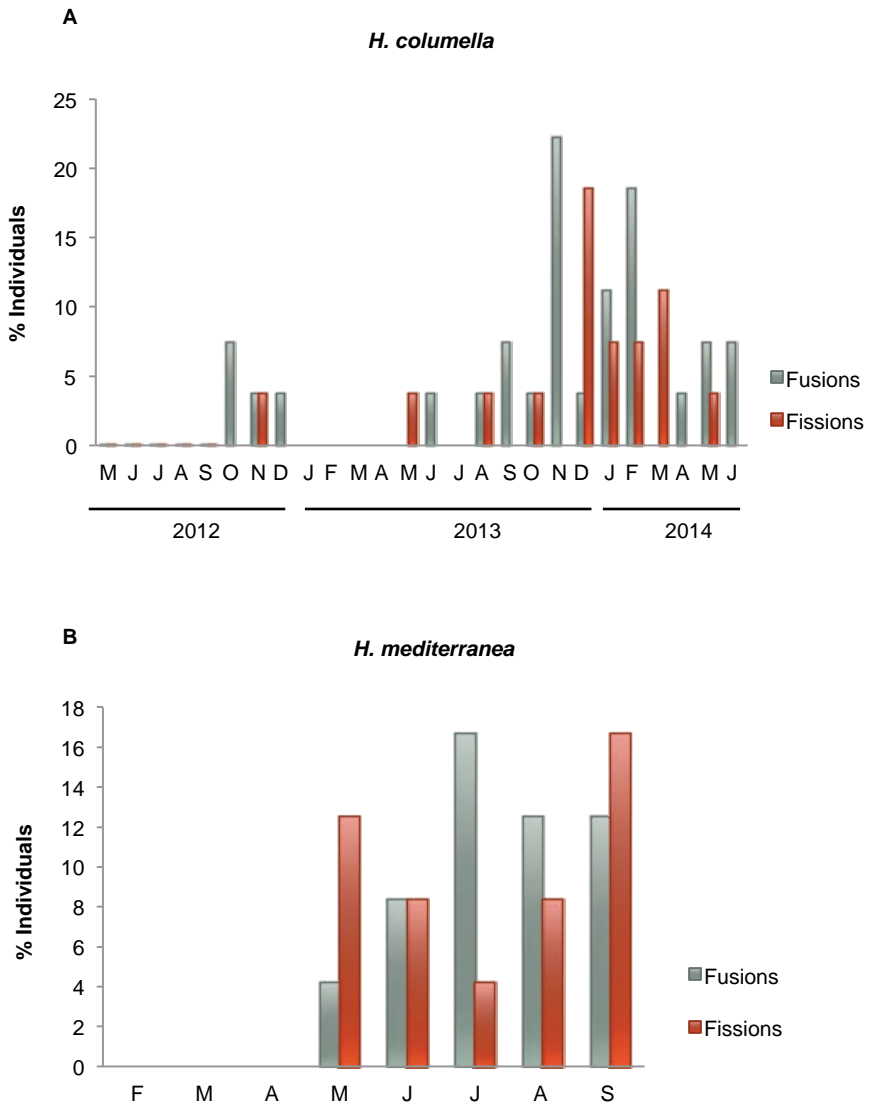 A
H. columella
25
20
15
10
5
0
% Individuals
Fusions
Fissions
M J J A S O N D J F M A M J J A S O N D J F M A M J
2012 2013 2014
B
H. mediterranea
18
16
14
12
10
8
6
4
2
0
% Individuals
Fusions
Fissions
F M A M J J A S